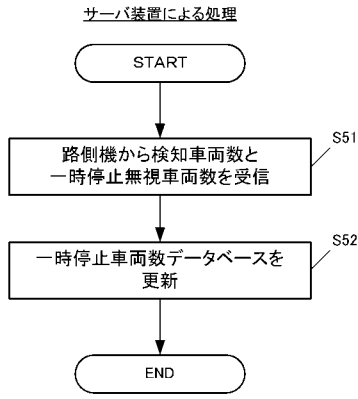 サーバ装置による処理
START
S51
路側機から検知車両数と
一時停止無視車両数を受信
S52
一時停止車両数データベースを
更新
END